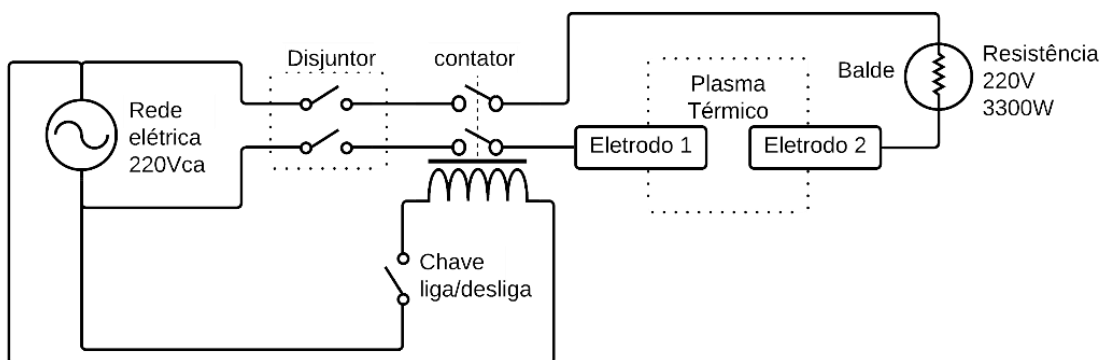 Disjuntor
contator
Rede
elétrica
220Vca
Plasma
Térmico
Eletrodo 1
Eletrodo 2
Balde
Resistência
220V
3300W
Chave
liga/desliga